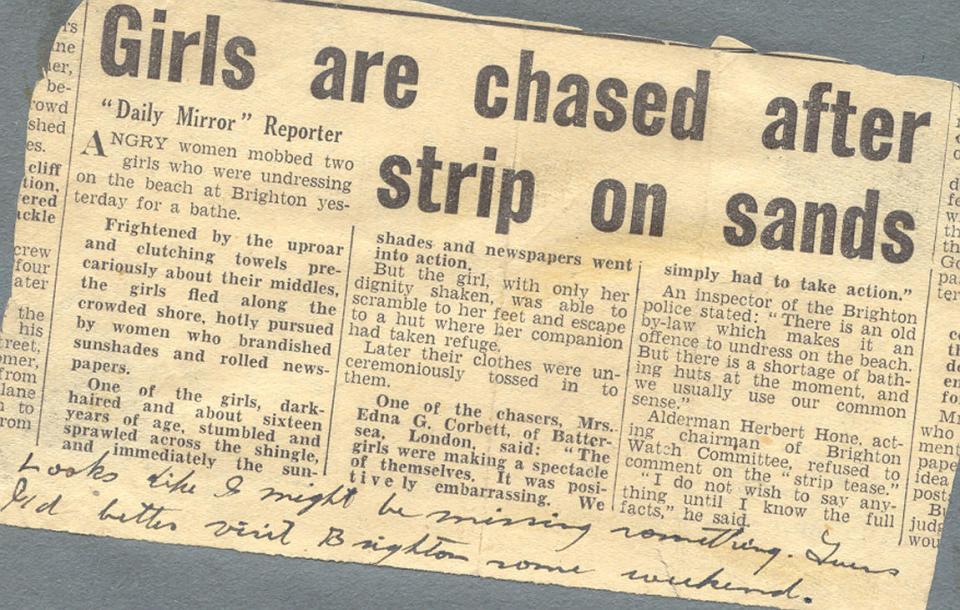 Girls are chased after
strip on sands
"Daily Mirror" Reporter
ANGRY women mobbed two
girls who were undressing
on the beach at Brighton yes-
terday for a bathe.
Frightened by the uproar
and clutching towels pre-
cariously about their middles,
the girls fled along the
crowded shore, hotly pursued
by women who brandished
sunshades and rolled news-
papers.
One of the girls, dark-
haired and about sixteen
years of age, stumbled and
sprawled across the shingle,
and immediately the sun-
shades and newspapers went
into action.
But the girl, with only her
dignity shaken, was able to
scramble to her feet and escape
to a hut where her companion
had taken refuge.
Later their clothes were un-
ceremoniously tossed in to
them.
One of the chasers, Mrs.
Edna G. Corbett, of Batter-
sea, London, said: "The
girls were making a spectacle
of themselves. It was posi-
tively embarrassing. We
simply had to take action."
An inspector of the Brighton
police stated: "There is an old
by-law which makes it an
offence to undress on the beach.
But there is a shortage of bath-
ing huts at the moment, and
we usually use our common
sense."
Alderman Herbert Hone, act-
ing chairman of Brighton
Watch Committee, refused to
comment on the "strip tease."
"I do not wish to say any-
thing until I know the full
facts," he said.
Looks like I might be missing something. Guess
I'd better visit Brighton some weekend.